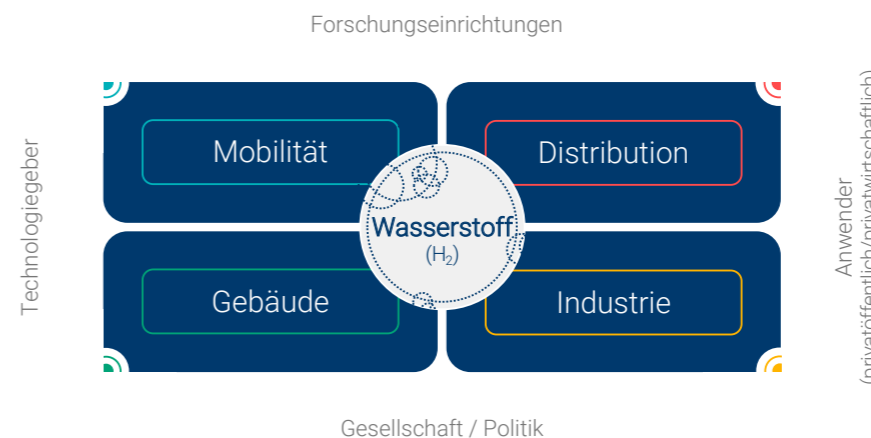 Forschungseinrichtungen
Technologiegeber
Mobilität
Distribution
Wasserstoff
(H₂)
Gebäude
Industrie
Anwender
(privatöffentlich/privatwirtschaftlich)
Gesellschaft / Politik